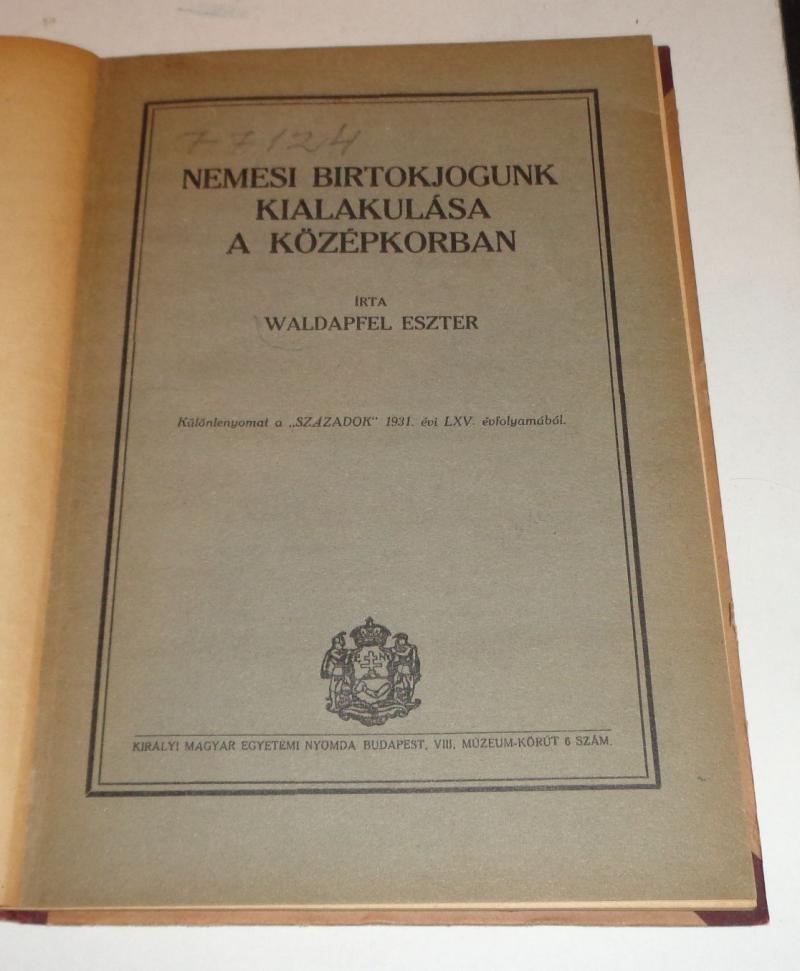 77124
NEMESI BIRTOKJOGUNK
KIALAKULÁSA
A KÖZÉPKORBAN
ÍRTA
WALDAPFEL ESZTER
Különlenyomat a „SZÁZADOK" 1931. évi LXV. évfolyamából.
KIRÁLYI MAGYAR EGYETEMI NYOMDA BUDAPEST, VIII. MÚZEUM-KÖRÚT 6 SZÁM.